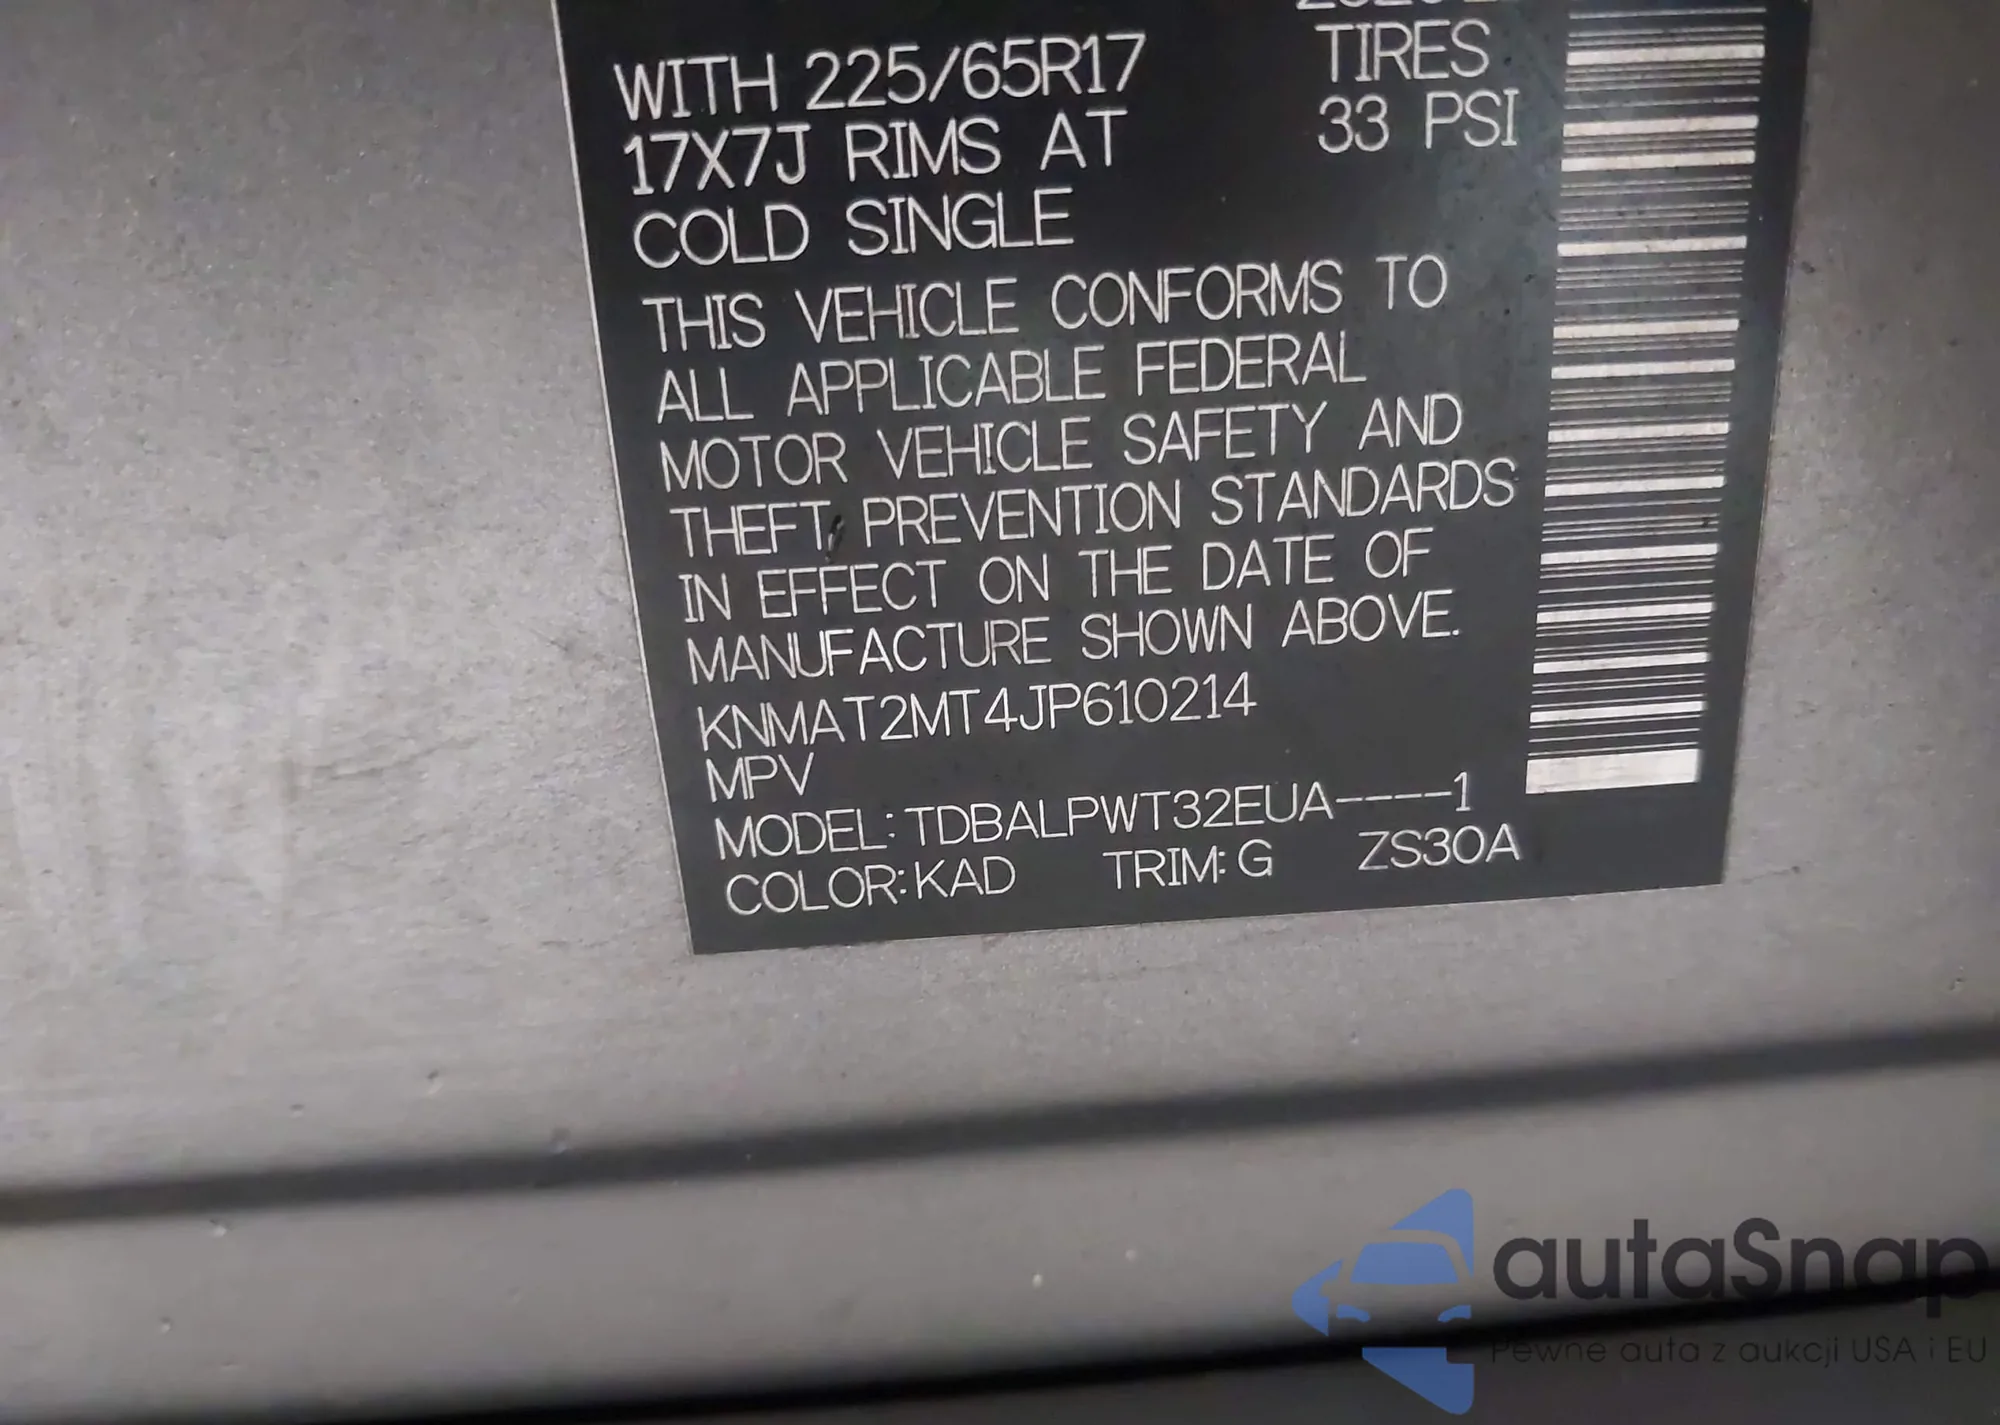 WITH 225/65R17 TIRES
17X7J RIMS AT 33 PSI
COLD SINGLE
THIS VEHICLE CONFORMS TO
ALL APPLICABLE FEDERAL
MOTOR VEHICLE SAFETY AND
THEFT PREVENTION STANDARDS
IN EFFECT ON THE DATE OF
MANUFACTURE SHOWN ABOVE.
KNMAT2MT4JP610214
MPV
MODEL:TDBALPWT32EUA----1
COLOR:KAD TRIM:G ZS30A
autaSnap
Pewne auta z aukcji USA i EU